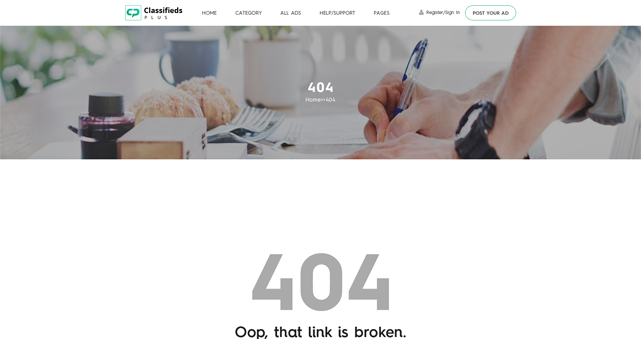 Classifieds
PLUS
HOME CATEGORY ALL ADS HELP/SUPPORT PAGES Register/Sign In POST YOUR AD
404
Home>>404
404
Oop, that link is broken.